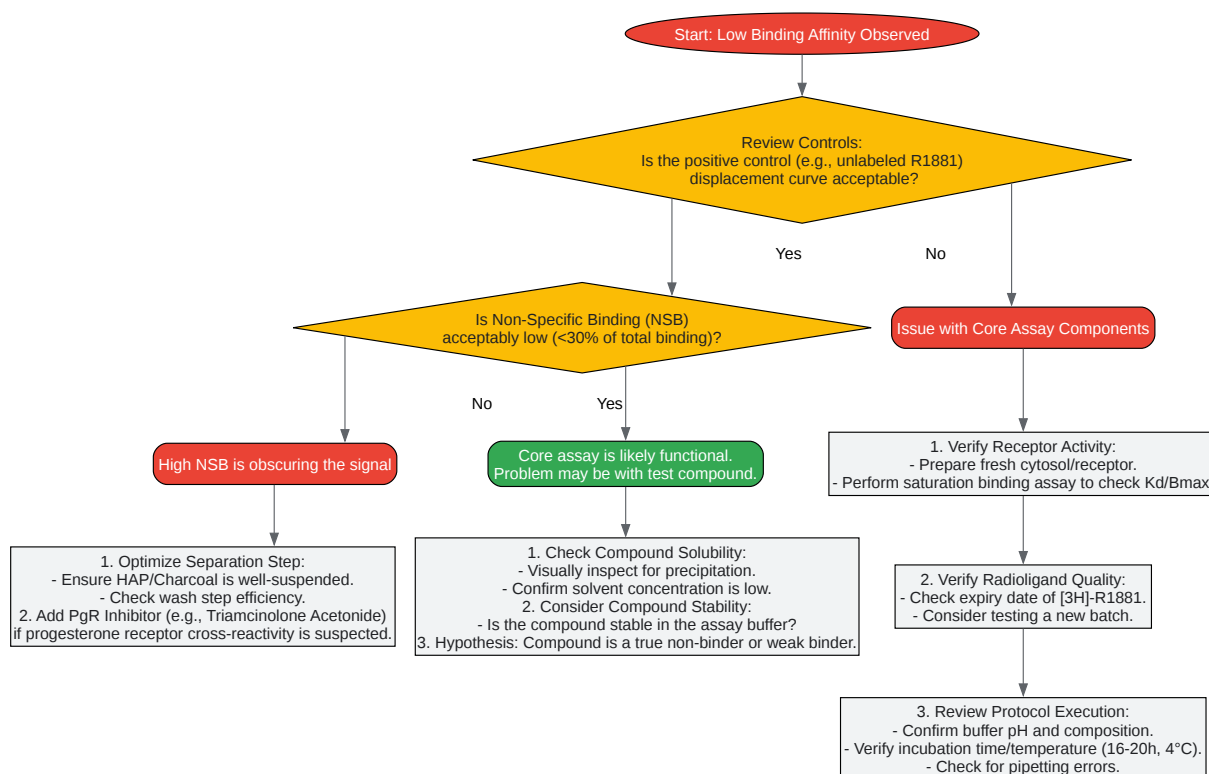 Start: Low Binding Affinity Observed
Review Controls:
Is the positive control (e.g., unlabeled R1881)
displacement curve acceptable?
Yes
No
Is Non-Specific Binding (NSB)
acceptably low (<30% of total binding)?
Issue with Core Assay Components
No
Yes
High NSB is obscuring the signal
Core assay is likely functional.
Problem may be with test compound.
1. Verify Receptor Activity:
- Prepare fresh cytosol/receptor.
- Perform saturation binding assay to check Kd/Bmax
1. Optimize Separation Step:
- Ensure HAP/Charcoal is well-suspended.
- Check wash step efficiency.
2. Add PgR Inhibitor (e.g., Triamcinolone Acetonide)
if progesterone receptor cross-reactivity is suspected.
1. Check Compound Solubility:
- Visually inspect for precipitation.
- Confirm solvent concentration is low.
2. Consider Compound Stability:
- Is the compound stable in the assay buffer?
3. Hypothesis: Compound is a true non-binder or weak binder.
2. Verify Radioligand Quality:
- Check expiry date of [3H]-R1881.
- Consider testing a new batch.
3. Review Protocol Execution:
- Confirm buffer pH and composition.
- Verify incubation time/temperature (16-20h, 4°C).
- Check for pipetting errors.